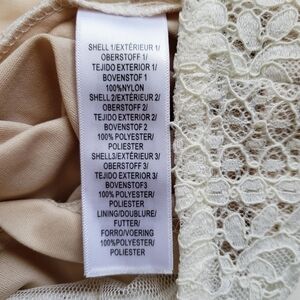 SHELL 1/EXTÉRIEUR 1/
OBERSTOFF 1/
TEJIDO EXTERIOR 1/
BOVENSTOF 1
100%NYLON
SHELL 2/EXTÉRIEUR 2/
OBERSTOFF 2/
TEJIDO EXTERIOR 2/
BOVENSTOF 2
100% POLYESTER/
POLIESTER
SHELL3/EXTÉRIEUR 3/
OBERSTOFF 3/
TEJIDO EXTERIOR 3/
BOVENSTOF3
100%POLYESTER/
POLIESTER
LINING/DOUBLURE/
FUTTER/
FORRO/VOERING
100%POLYESTER/
POLIESTER